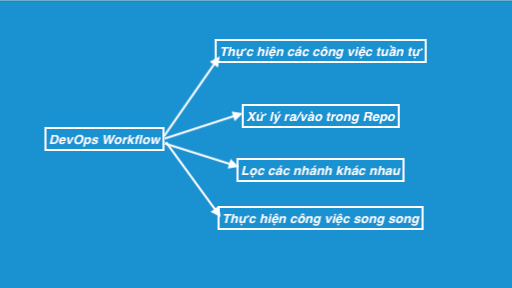 Thực hiện các công việc tuần tự
Xử lý ra/vào trong Repo
DevOps Workflow
Lọc các nhánh khác nhau
Thực hiện công việc song song